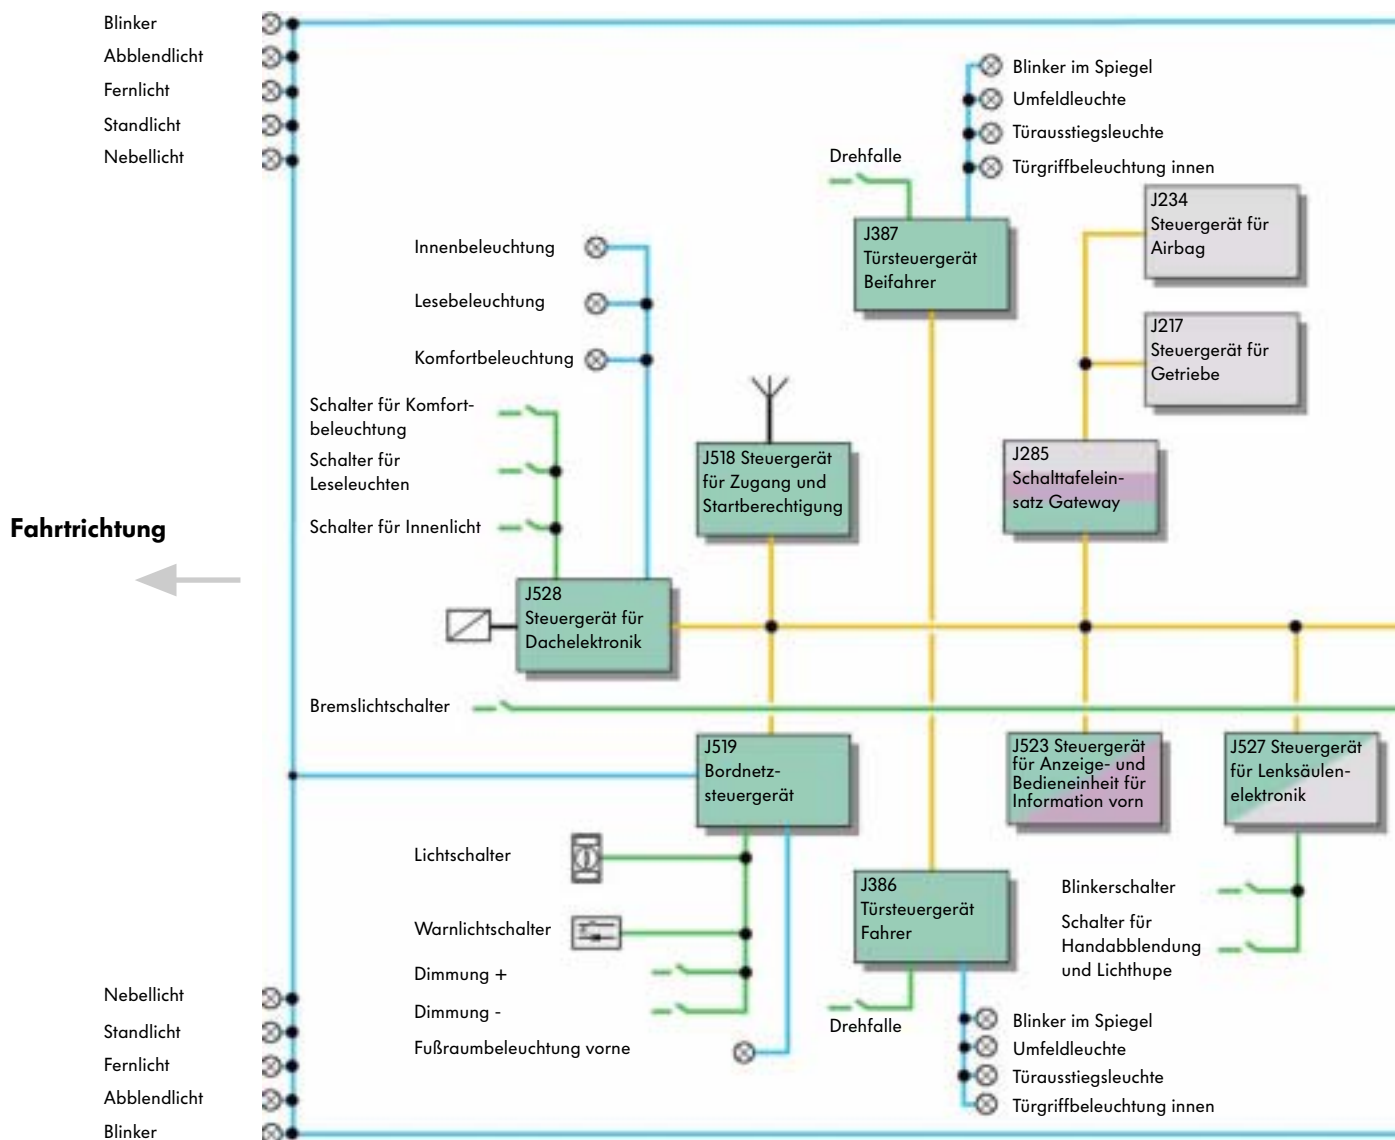 Blinker
Abblendlicht
Fernlicht
Standlicht
Nebellicht
Blinker im Spiegel
Umfeldleuchte
Türausstiegsleuchte
Türgriffbeleuchtung innen
Drehfalle
J387
Türsteuergerät
Beifahrer
J234
Steuergerät für
Airbag
J217
Steuergerät für
Getriebe
Innenbeleuchtung
Lesebeleuchtung
Komfortbeleuchtung
Schalter für Komfort-
beleuchtung
Schalter für
Leseleuchten
Schalter für Innenlicht
J518 Steuergerät
für Zugang und
Startberechtigung
J285
Schalttafelein-
satz Gateway
Fahrtrichtung
J528
Steuergerät für
Dachelektronik
Bremslichtschalter
J519
Bordnetz-
steuergerät
J523 Steuergerät
für Anzeige- und
Bedieneinheit für
Information vorn
J527 Steuergerät
für Lenksäulen-
elektronik
Lichtschalter
Warnlichtschalter
Dimmung +
Dimmung -
Fußraumbeleuchtung vorne
J386
Türsteuergerät
Fahrer
Drehfalle
Blinkerschalter
Schalter für
Handabblendung
und Lichthupe
Blinker im Spiegel
Umfeldleuchte
Türausstiegsleuchte
Türgriffbeleuchtung innen
Nebellicht
Standlicht
Fernlicht
Abblendlicht
Blinker